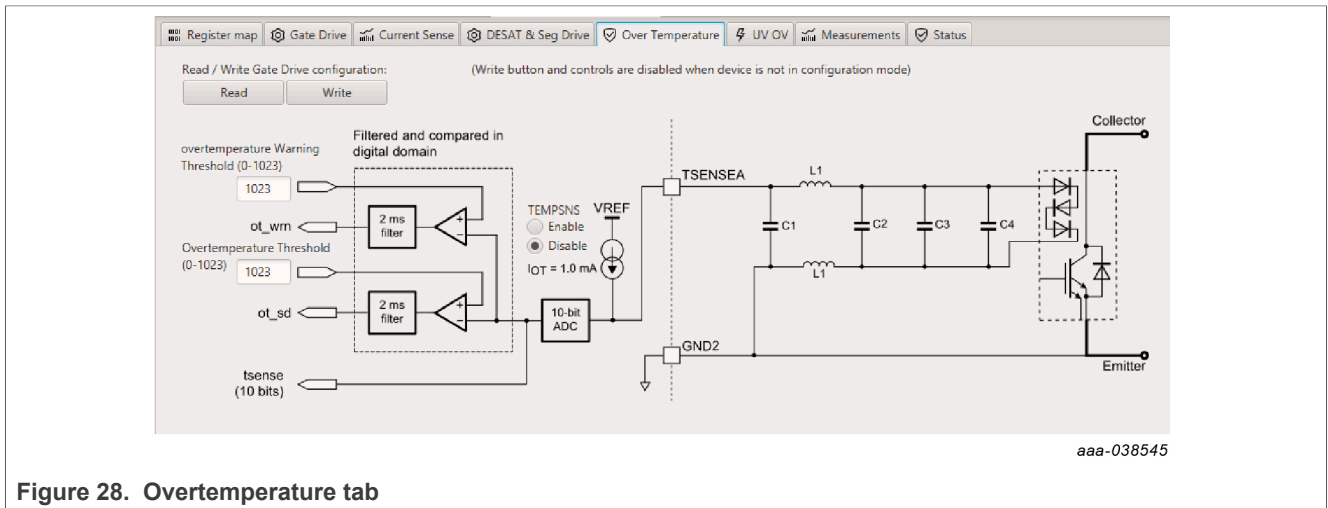 Register map
Gate Drive
Current Sense
DESAT & Seg Drive
Over Temperature
UV OV
Measurements
Status
Read / Write Gate Drive configuration:
(Write button and controls are disabled when device is not in configuration mode)
Read
Write
Filtered and compared in
digital domain
overtemperature Warning
Threshold (0-1023)
1023
ot_wrn
2 ms
filter
+
−
Overtemperature Threshold
(0-1023)
1023
ot_sd
2 ms
filter
+
−
tsense
(10 bits)
TEMPSNS
Enable
Disable
VREF
IOT = 1.0 mA
10-bit
ADC
TSENSEA
GND2
L1
C1
C2
C3
C4
L1
Collector
Emitter
aaa-038545
Figure 28. Overtemperature tab